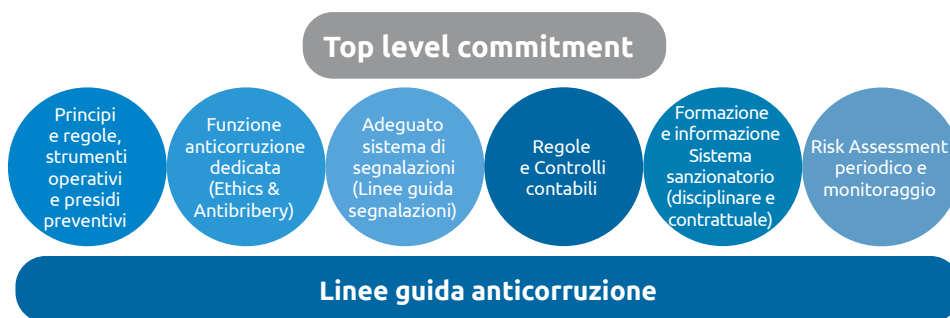 Top level commitment
Principi
e regole,
strumenti
operativi
e presidi
preventivi
Funzione
anticorruzione
dedicata
(Ethics &
Antibribery)
Adeguato
sistema di
segnalazioni
(Linee guida
segnalazioni)
Regole
e Controlli
contabili
Formazione
e informazione
Sistema
sanzionatorio
(disciplinare e
contrattuale)
Risk Assessment
periodico e
monitoraggio
Linee guida anticorruzione